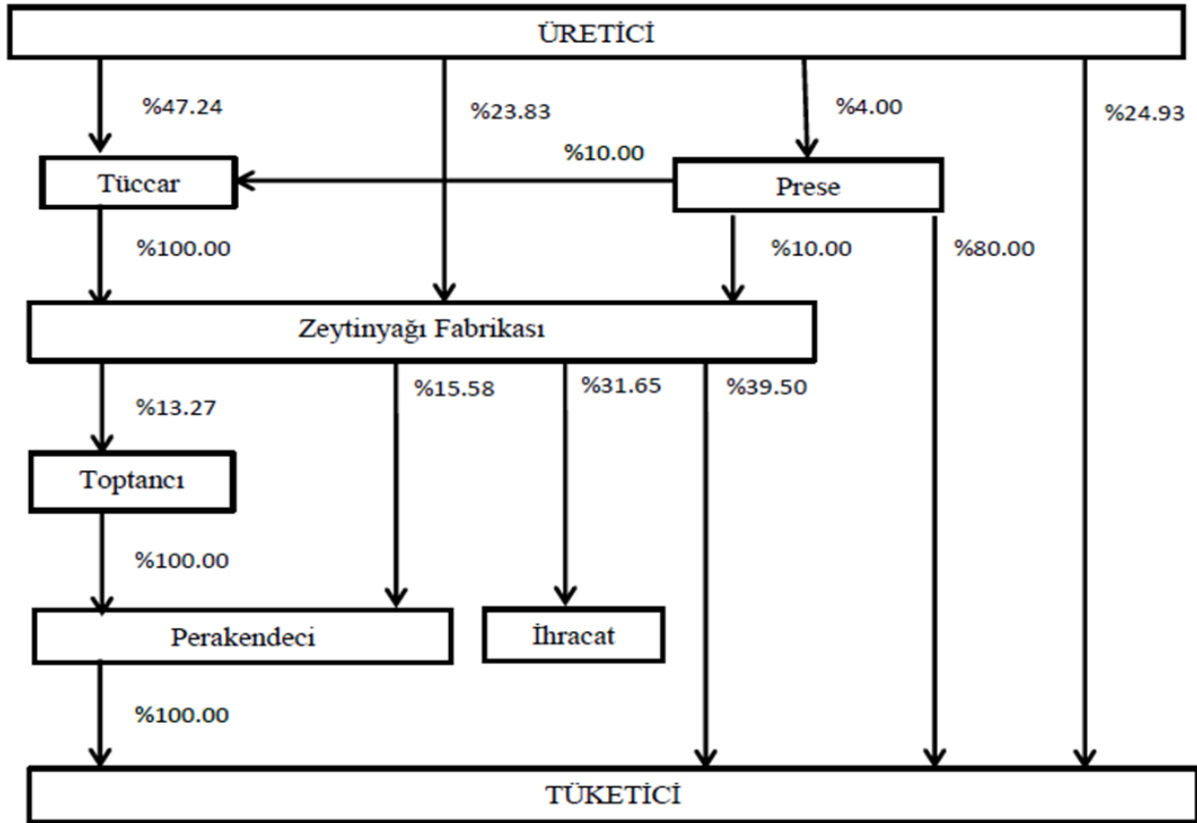 ÜRETİCİ
%47.24
%23.83
%4.00
%24.93
%10.00
Tüccar
Prese
%100.00
%10.00
%80.00
Zeytinyağı Fabrikası
%13.27
%15.58
%31.65
%39.50
Toptancı
%100.00
Perakendeci
İhracat
%100.00
TÜKETİCİ